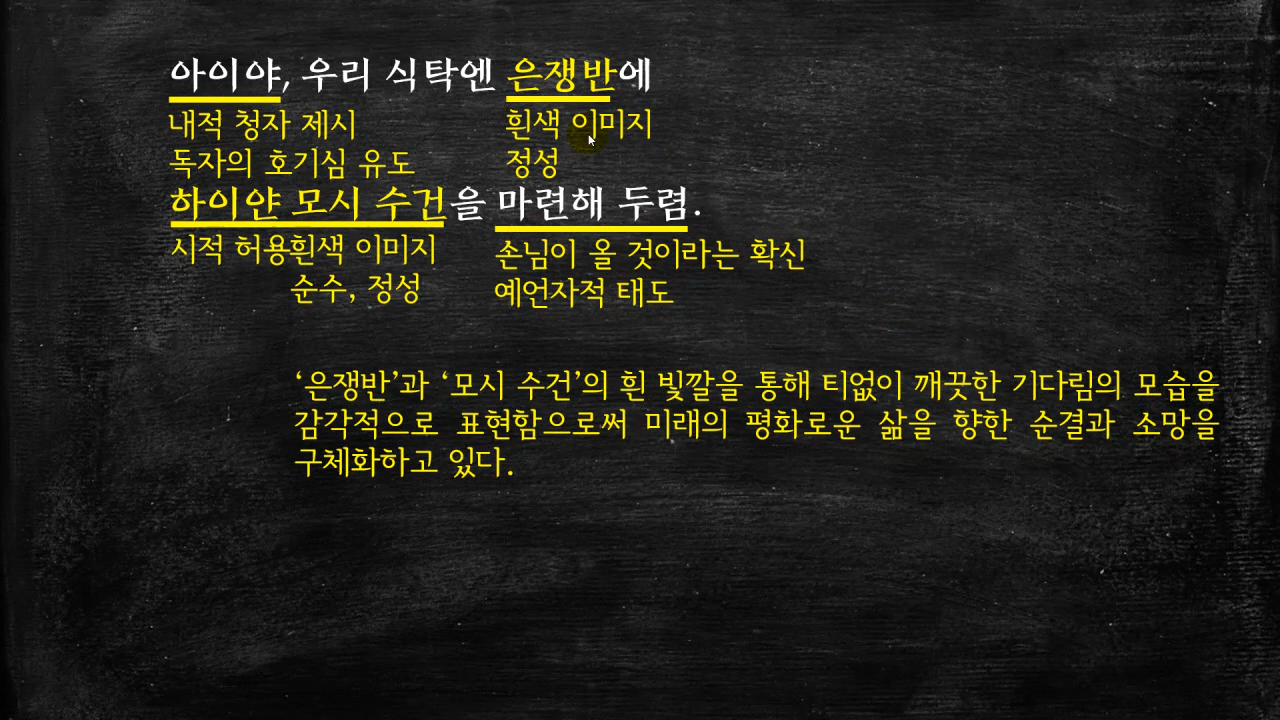 아이야, 우리 식탁엔 은쟁반에
내적 청자 제시 흰색 이미지
독자의 호기심 유도 정성
하이얀 모시 수건을 마련해 두렴.
시적 허용흰색 이미지 손님이 올 것이라는 확신
순수, 정성 예언자적 태도
‘은쟁반’과 ‘모시 수건’의 흰 빛깔을 통해 티없이 깨끗한 기다림의 모습을
감각적으로 표현함으로써 미래의 평화로운 삶을 향한 순결과 소망을
구체화하고 있다.